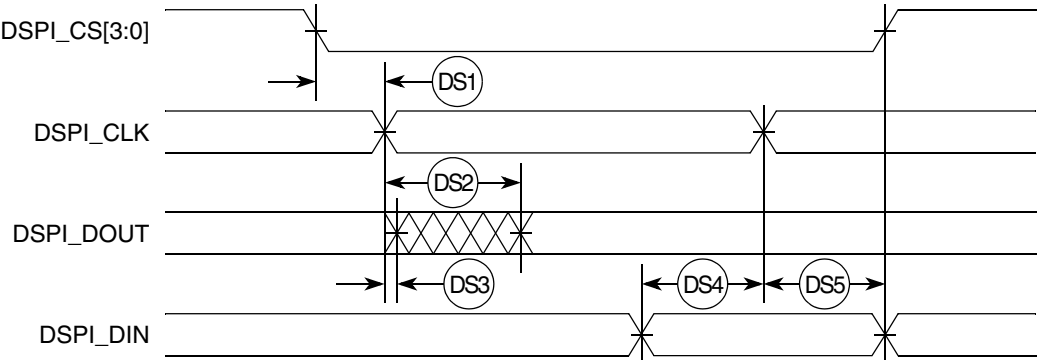 DSPI_CS[3:0]
DS1
DSPI_CLK
DS2
DSPI_DOUT
DS3
DS4
DS5
DSPI_DIN